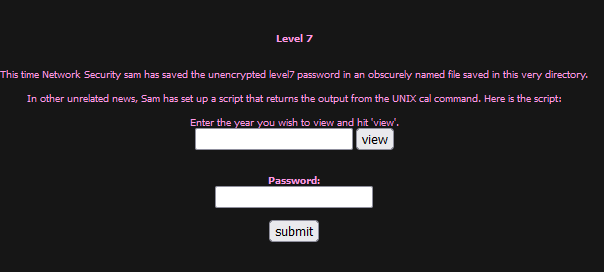 Level 7
This time Network Security sam has saved the unencrypted level7 password in an obscurely named file saved in this very directory.
In other unrelated news, Sam has set up a script that returns the output from the UNIX cal command. Here is the script:
Enter the year you wish to view and hit 'view'.
view
Password:
submit